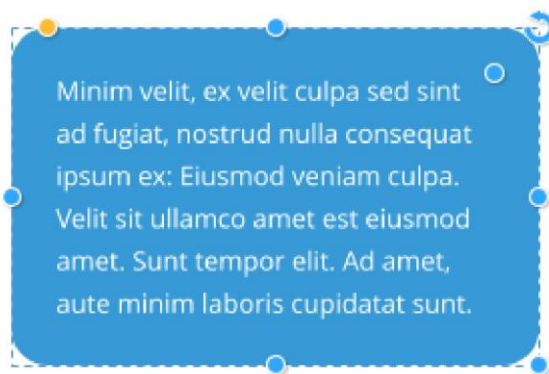 Minim velit, ex velit culpa sed sint
ad fugiat, nostrud nulla consequat
ipsum ex: Eiusmod veniam culpa.
Velit sit ullamco amet est eiusmod
amet. Sunt tempor elit. Ad amet,
aute minim laboris cupidatat sunt.